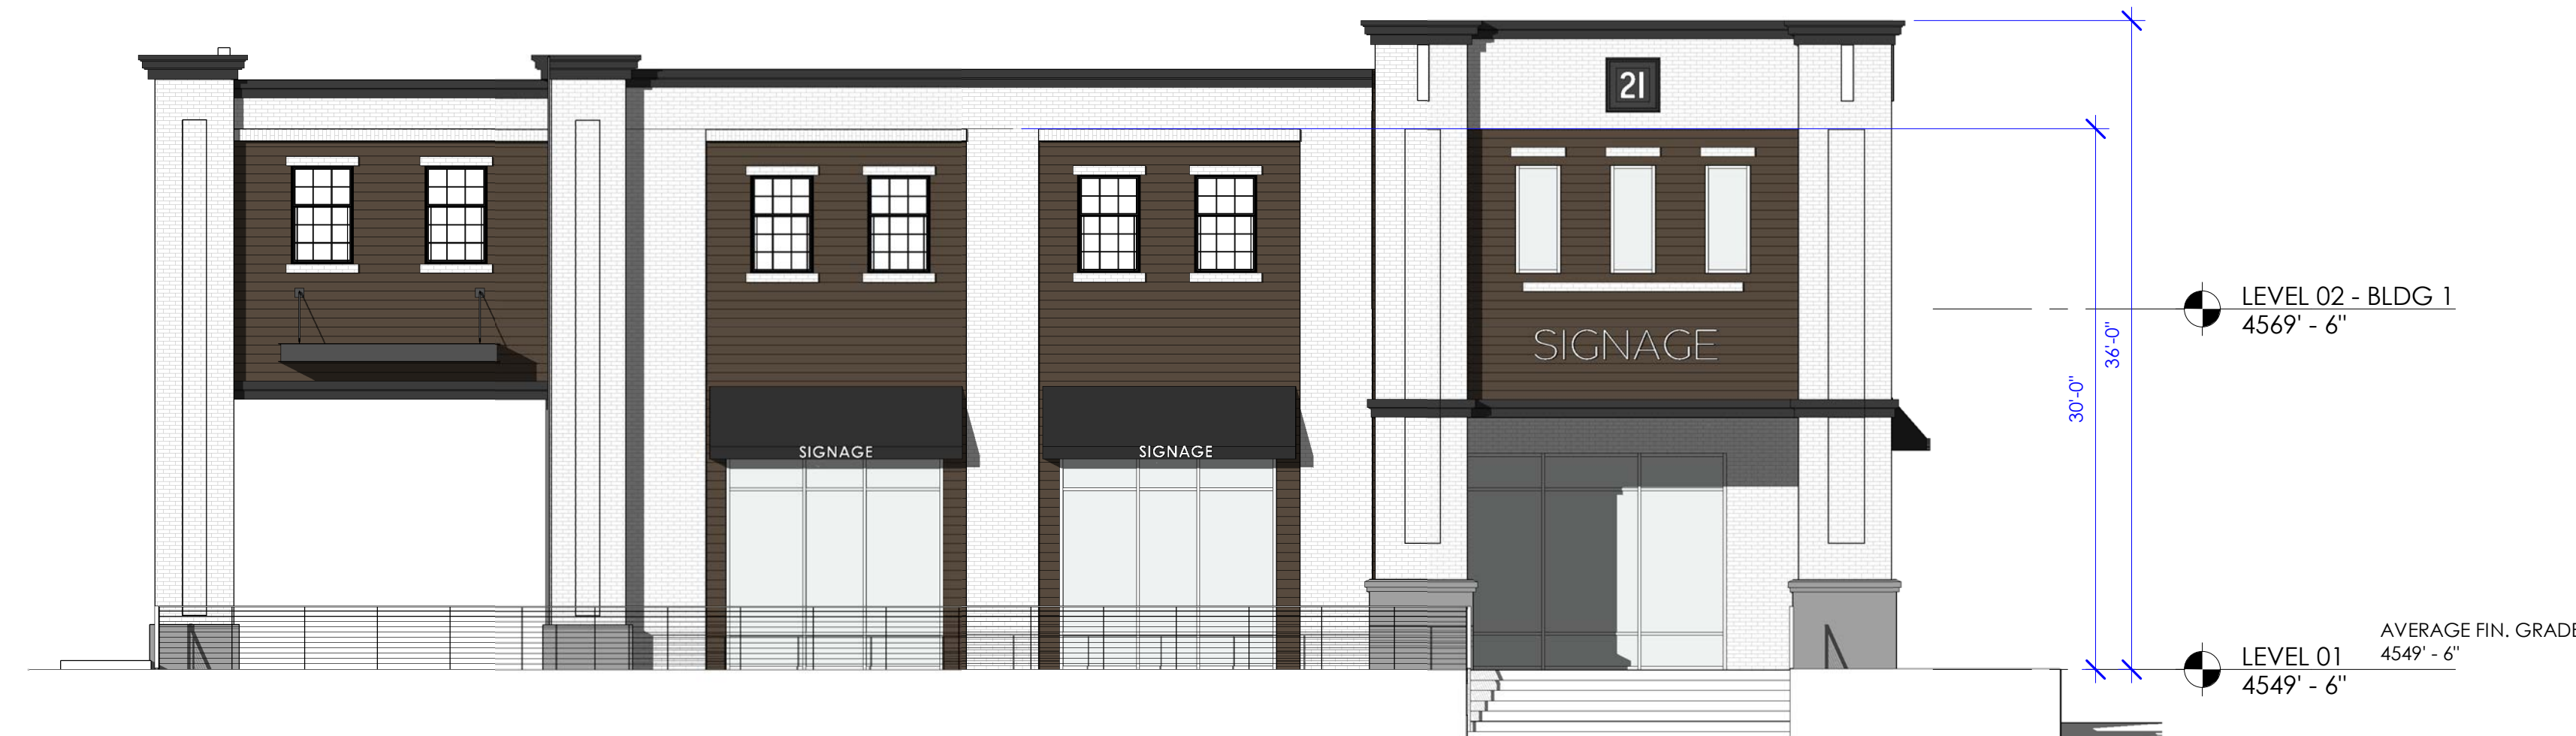 21
SIGNAGE
SIGNAGE
SIGNAGE
30'-0"
36'-0"
LEVEL 02 - BLDG 1
4569' - 6"
AVERAGE FIN. GRADE
4549' - 6"
LEVEL 01
4549' - 6"